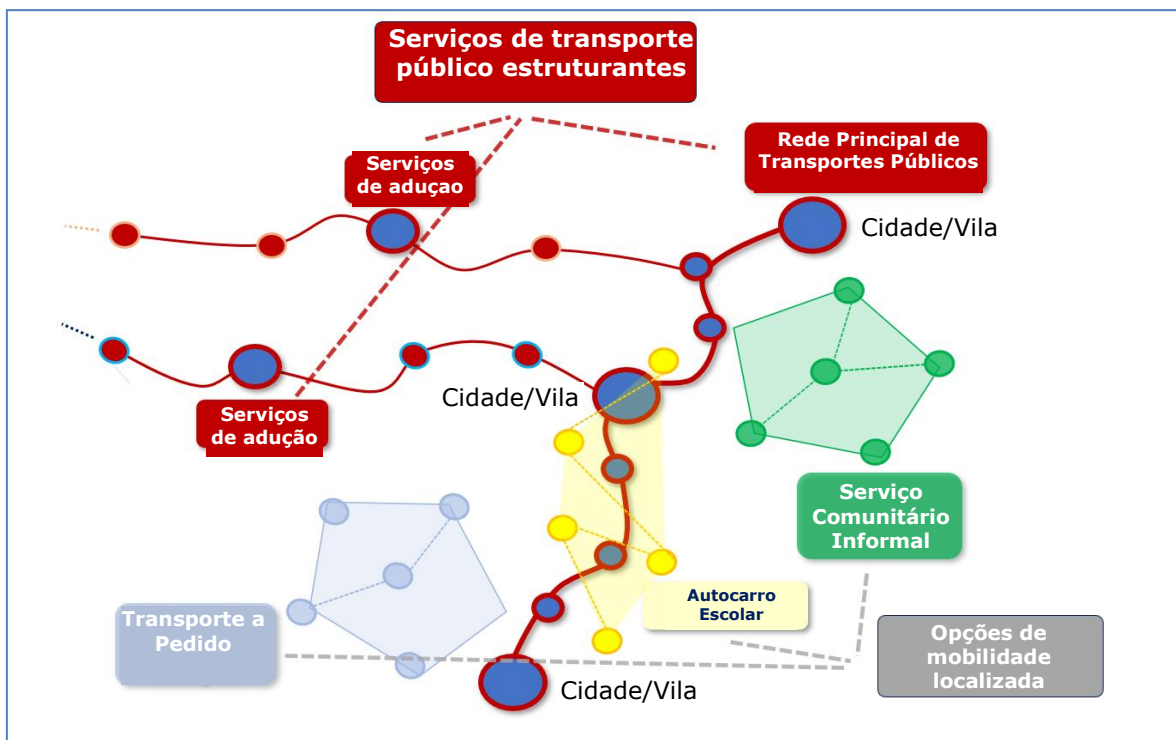 Serviços de transporte
público estruturantes
Rede Principal de
Transportes Públicos
Serviços
de aduçao
Cidade/Vila
Cidade/Vila
Serviços
de adução
Serviço
Comunitário
Informal
Autocarro
Escolar
Transporte a
Pedido
Opções de
mobilidade
localizada
Cidade/Vila